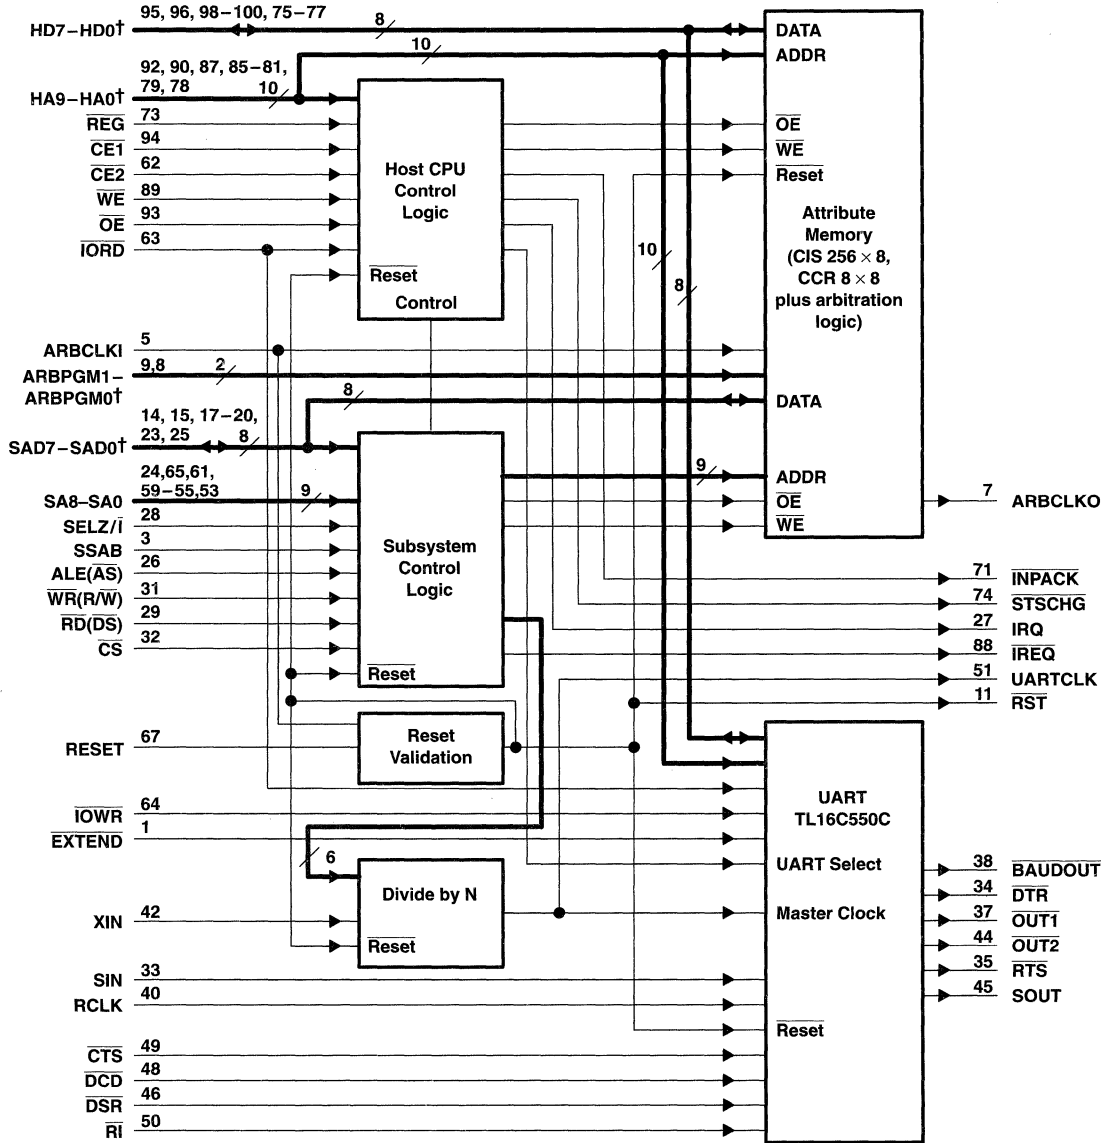 95, 96, 98–100, 75–77
HD7–HD0† 8 DATA
10 ADDR
92, 90, 87, 85–81,
HA9–HA0† 79, 78 10
REG 73 OE
CE1 94 WE
CE2 62 Reset
WE 89
OE 93
IORD 63
Host CPU
Control
Logic
Reset
Control
Attribute
Memory
(CIS 256 × 8,
CCR 8 × 8
plus arbitration
logic)
10
8
ARBCLKI 5
ARBPGM1–
ARBPGM0† 9,8 2
8 DATA
14, 15, 17–20,
SAD7–SAD0† 23, 25 8
24,65,61,
SA8–SA0 59–55,53 9
9 ADDR
OE
WE
7 ARBCLKO
SELZ/I 28
SSAB 3
ALE(AS) 26
WR(R/W) 31
RD(DS) 29
CS 32
Subsystem
Control
Logic
Reset
71 INPACK
74 STSCHG
27 IRQ
88 IREQ
51 UARTCLK
11 RST
RESET 67
Reset
Validation
IOWR 64
EXTEND 1
UART
TL16C550C
6
Divide by N
UART Select
XIN 42
Reset
Master Clock
38 BAUDOUT
34 DTR
37 OUT1
44 OUT2
35 RTS
45 SOUT
SIN 33
RCLK 40
Reset
CTS 49
DCD 48
DSR 46
RI 50